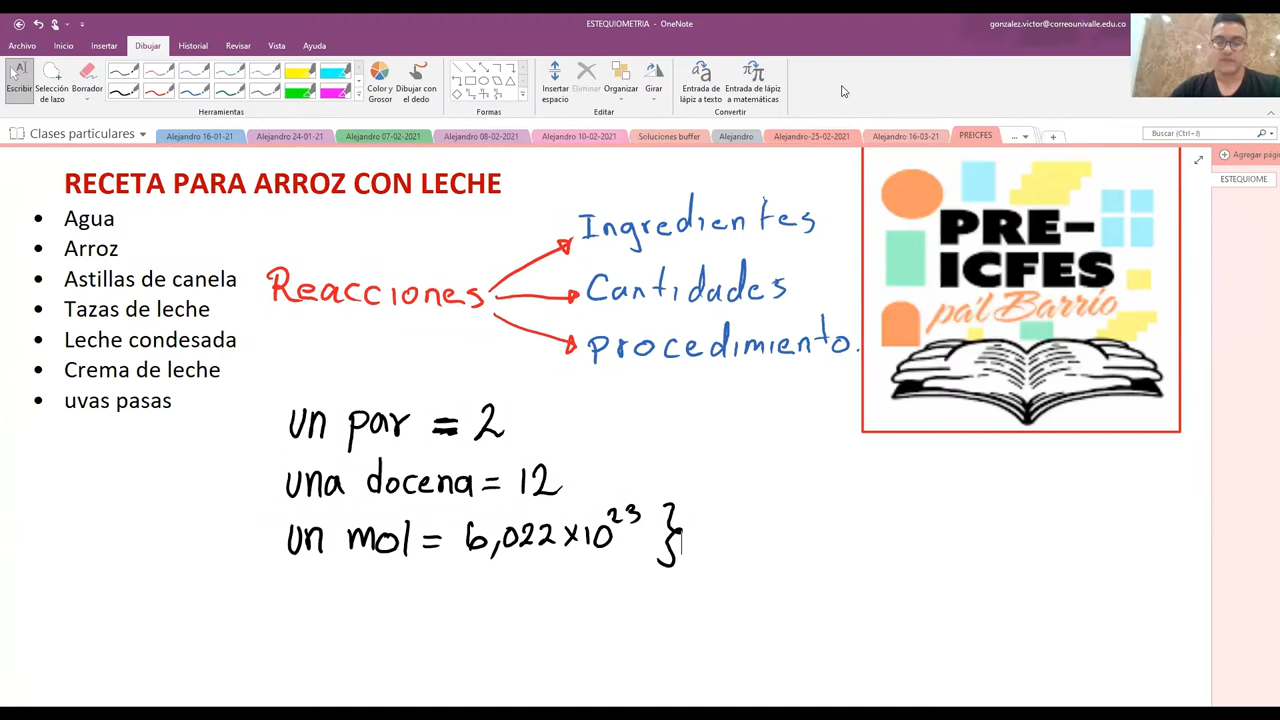 ESTEQUIOMETRIA - OneNote
gonzalez.victor@correounivalle.edu.co
Archivo Inicio Insertar Dibujar Historial Revisar Vista Ayuda
Escribir Selección de lazo Borrador Color y Grosor Dibujar con el dedo Insertar espacio Eliminar Organizar Girar Entrada de lápiz a texto Entrada de lápiz a matemáticas
Herramientas Formas Editar Convertir
Clases particulares Alejandro 16-01-21 Alejandro 24-01-21 Alejandro 07-02-2021 Alejandro 08-02-2021 Alejandro 10-02-2021 Soluciones buffer Alejandro Alejandro-25-02-2021 Alejandro 16-03-21 PREICFES ... Buscar (Ctrl+J)
Agregar pági
ESTEQUIOME
RECETA PARA ARROZ CON LECHE
• Agua
• Arroz
• Astillas de canela
• Tazas de leche
• Leche condesada
• Crema de leche
• uvas pasas
Reacciones
Ingredientes
Cantidades
procedimiento.
PRE-
ICFES
pa'l Barrio
un par = 2
una docena = 12
un mol = 6,022×10²³ }